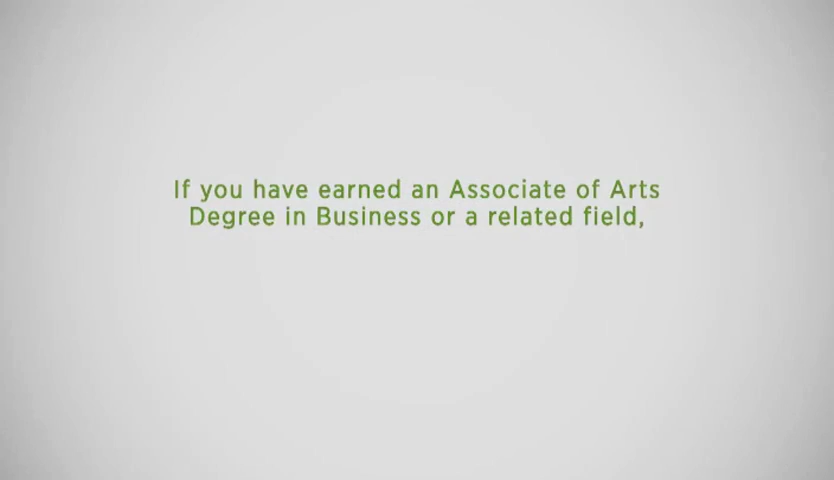 If you have earned an Associate of Arts
Degree in Business or a related field,